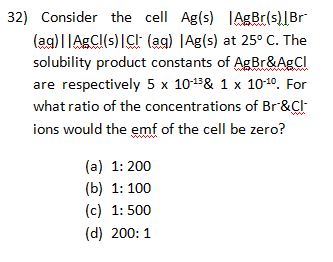 32) Consider the cell Ag(s) |AgBr(s)||Br-
(aq)||AgCl(s)|Cl- (aq) |Ag(s) at 25° C. The
solubility product constants of AgBr&AgCl
are respectively 5 x 10-13& 1 x 10-10. For
what ratio of the concentrations of Br-&Cl-
ions would the emf of the cell be zero?
(a) 1: 200
(b) 1: 100
(c) 1: 500
(d) 200: 1